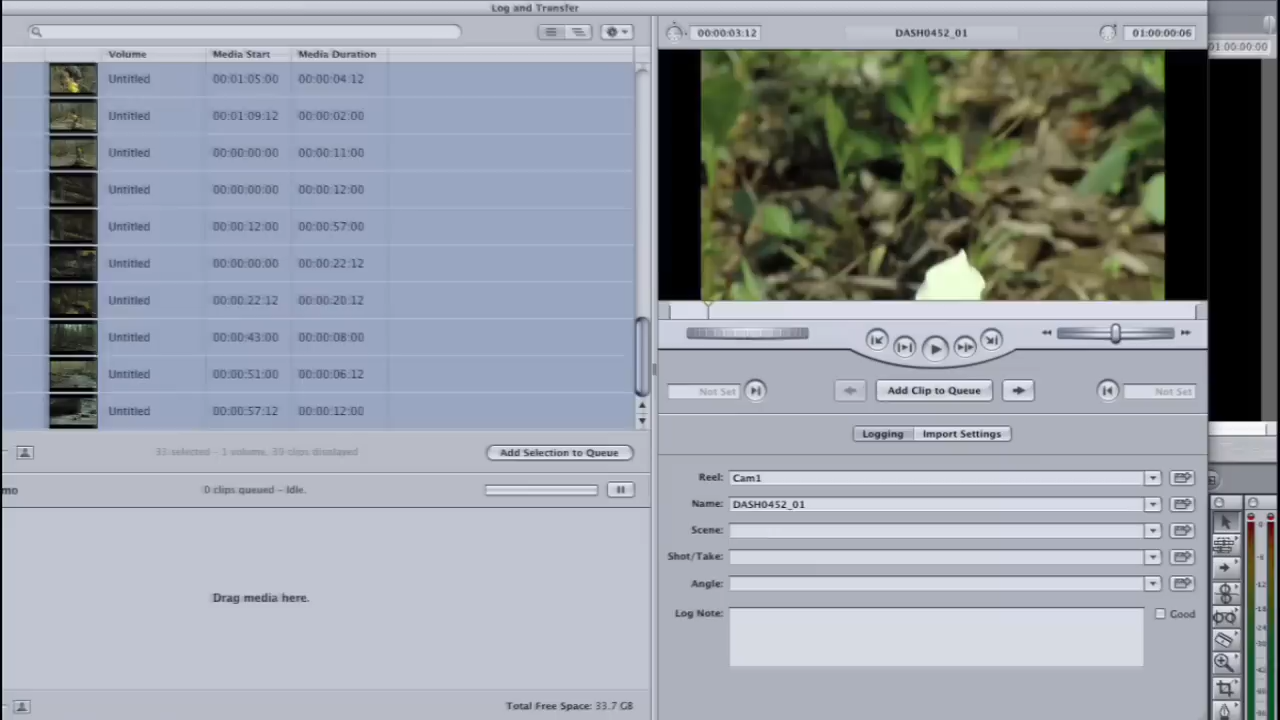 Log and Transfer
Volume Media Start Media Duration
Untitled 00:01:05:00 00:00:04:12
Untitled 00:01:09:12 00:00:02:00
Untitled 00:00:00:00 00:00:11:00
Untitled 00:00:00:00 00:00:12:00
Untitled 00:00:12:00 00:00:57:00
Untitled 00:00:00:00 00:00:22:12
Untitled 00:00:22:12 00:00:20:12
Untitled 00:00:43:00 00:00:08:00
Untitled 00:00:51:00 00:00:06:12
Untitled 00:00:57:12 00:00:12:00
selected – 1 volume, 39 clips displayed
Add Selection to Queue
mo 0 clips queued – Idle.
Drag media here.
Total Free Space: 33.7 GB
00:00:03:12 DASH0452_01 01:00:00:06
Not Set Add Clip to Queue Not Set
Logging Import Settings
Reel: Cam1
Name: DASH0452_01
Scene:
Shot/Take:
Angle:
Log Note: Good
01:00:00:00